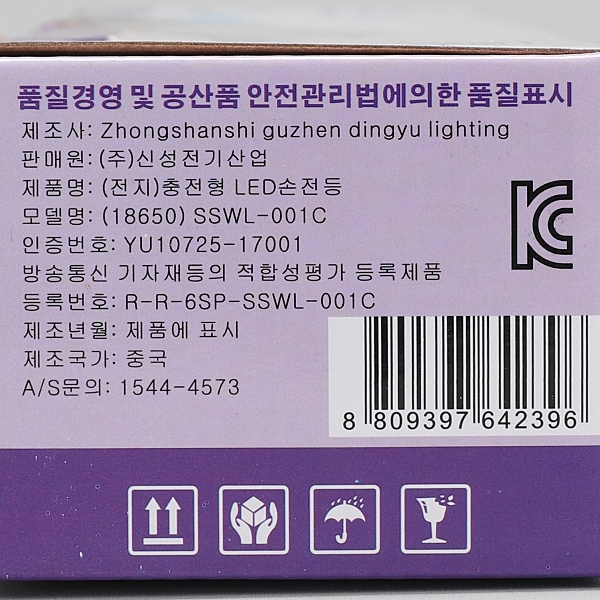 품질경영 및 공산품 안전관리법에의한 품질표시
제조사: Zhongshanshi guzhen dingyu lighting
판매원: (주)신성전기산업
제품명: (전지)충전형 LED손전등
모델명: (18650) SSWL-001C
인증번호: YU10725-17001
방송통신 기자재등의 적합성평가 등록제품
등록번호: R-R-6SP-SSWL-001C
제조년월: 제품에 표시
제조국가: 중국
A/S문의: 1544-4573
8 809397 642396